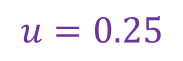 u = 0.25